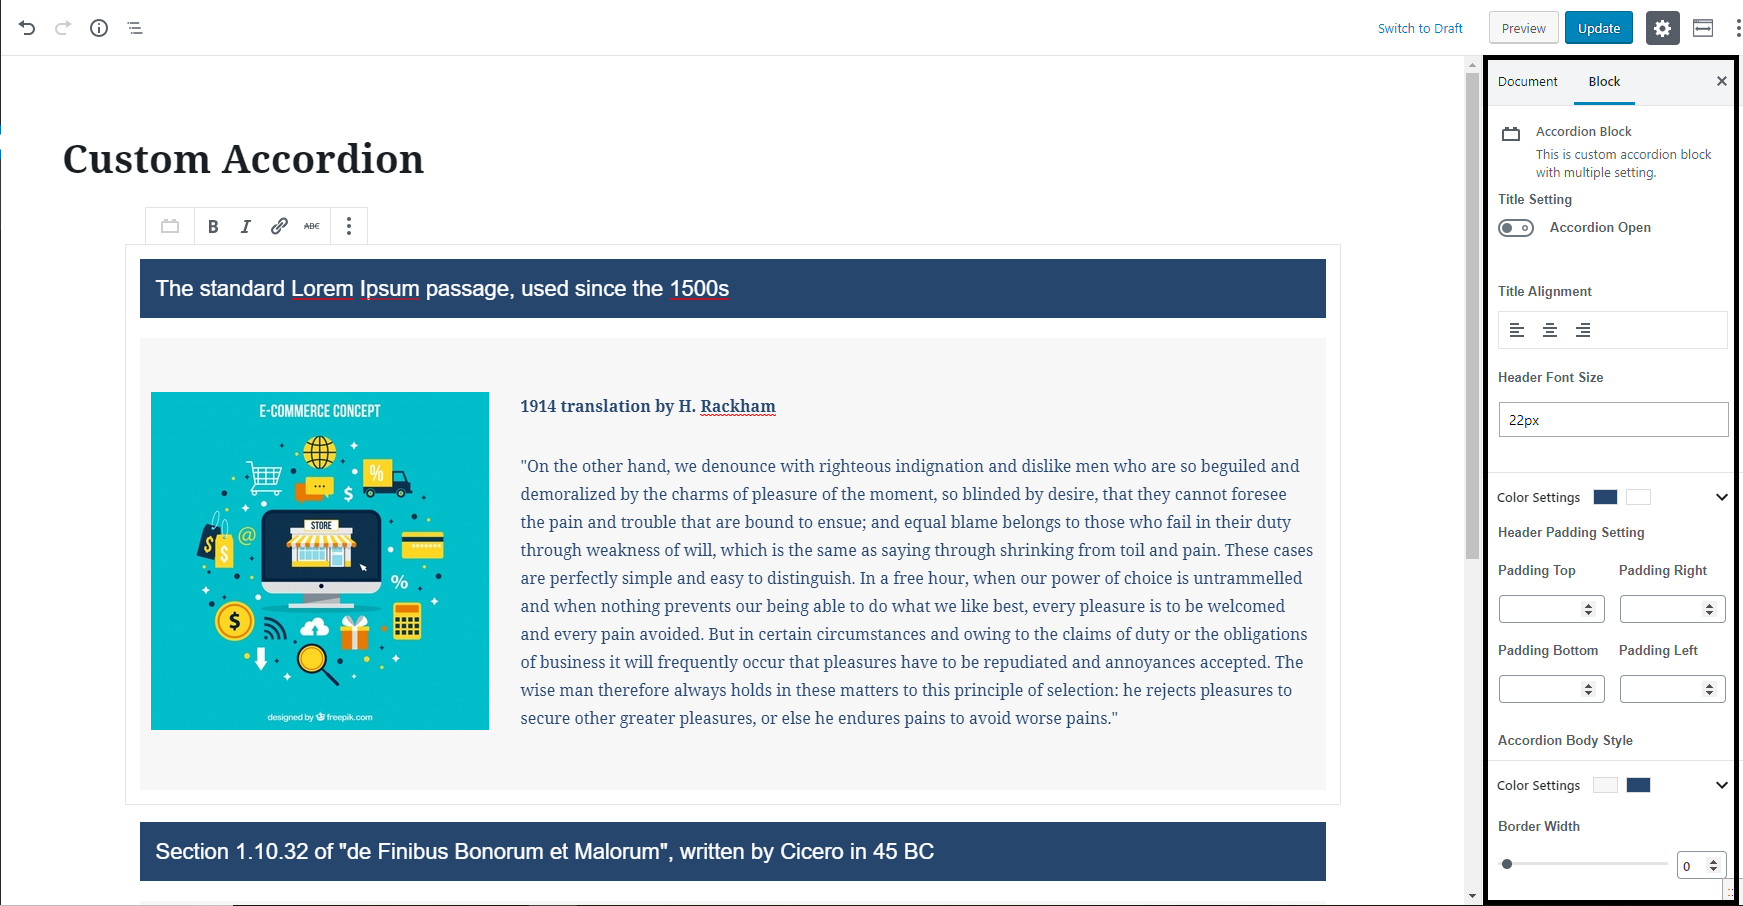 Switch to Draft
Preview
Update
Custom Accordion
B I ABC
The standard Lorem Ipsum passage, used since the 1500s
E-COMMERCE CONCEPT
%
$
STORE
$
$
@
%
$
designed by freepik.com
1914 translation by H. Rackham
"On the other hand, we denounce with righteous indignation and dislike men who are so beguiled and
demoralized by the charms of pleasure of the moment, so blinded by desire, that they cannot foresee
the pain and trouble that are bound to ensue; and equal blame belongs to those who fail in their duty
through weakness of will, which is the same as saying through shrinking from toil and pain. These cases
are perfectly simple and easy to distinguish. In a free hour, when our power of choice is untrammelled
and when nothing prevents our being able to do what we like best, every pleasure is to be welcomed
and every pain avoided. But in certain circumstances and owing to the claims of duty or the obligations
of business it will frequently occur that pleasures have to be repudiated and annoyances accepted. The
wise man therefore always holds in these matters to this principle of selection: he rejects pleasures to
secure other greater pleasures, or else he endures pains to avoid worse pains."
Section 1.10.32 of "de Finibus Bonorum et Malorum", written by Cicero in 45 BC
Document Block
Accordion Block
This is custom accordion block
with multiple setting.
Title Setting
Accordion Open
Title Alignment
Header Font Size
22px
Color Settings
Header Padding Setting
Padding Top Padding Right
Padding Bottom Padding Left
Accordion Body Style
Color Settings
Border Width
0